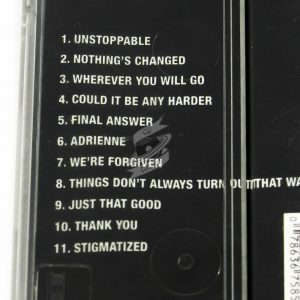 1. UNSTOPPABLE
2. NOTHING'S CHANGED
3. WHEREVER YOU WILL GO
4. COULD IT BE ANY HARDER
5. FINAL ANSWER
6. ADRIENNE
7. WE'RE FORGIVEN
8. THINGS DON'T ALWAYS TURN OUT THAT WA
9. JUST THAT GOOD
10. THANK YOU
11. STIGMATIZED